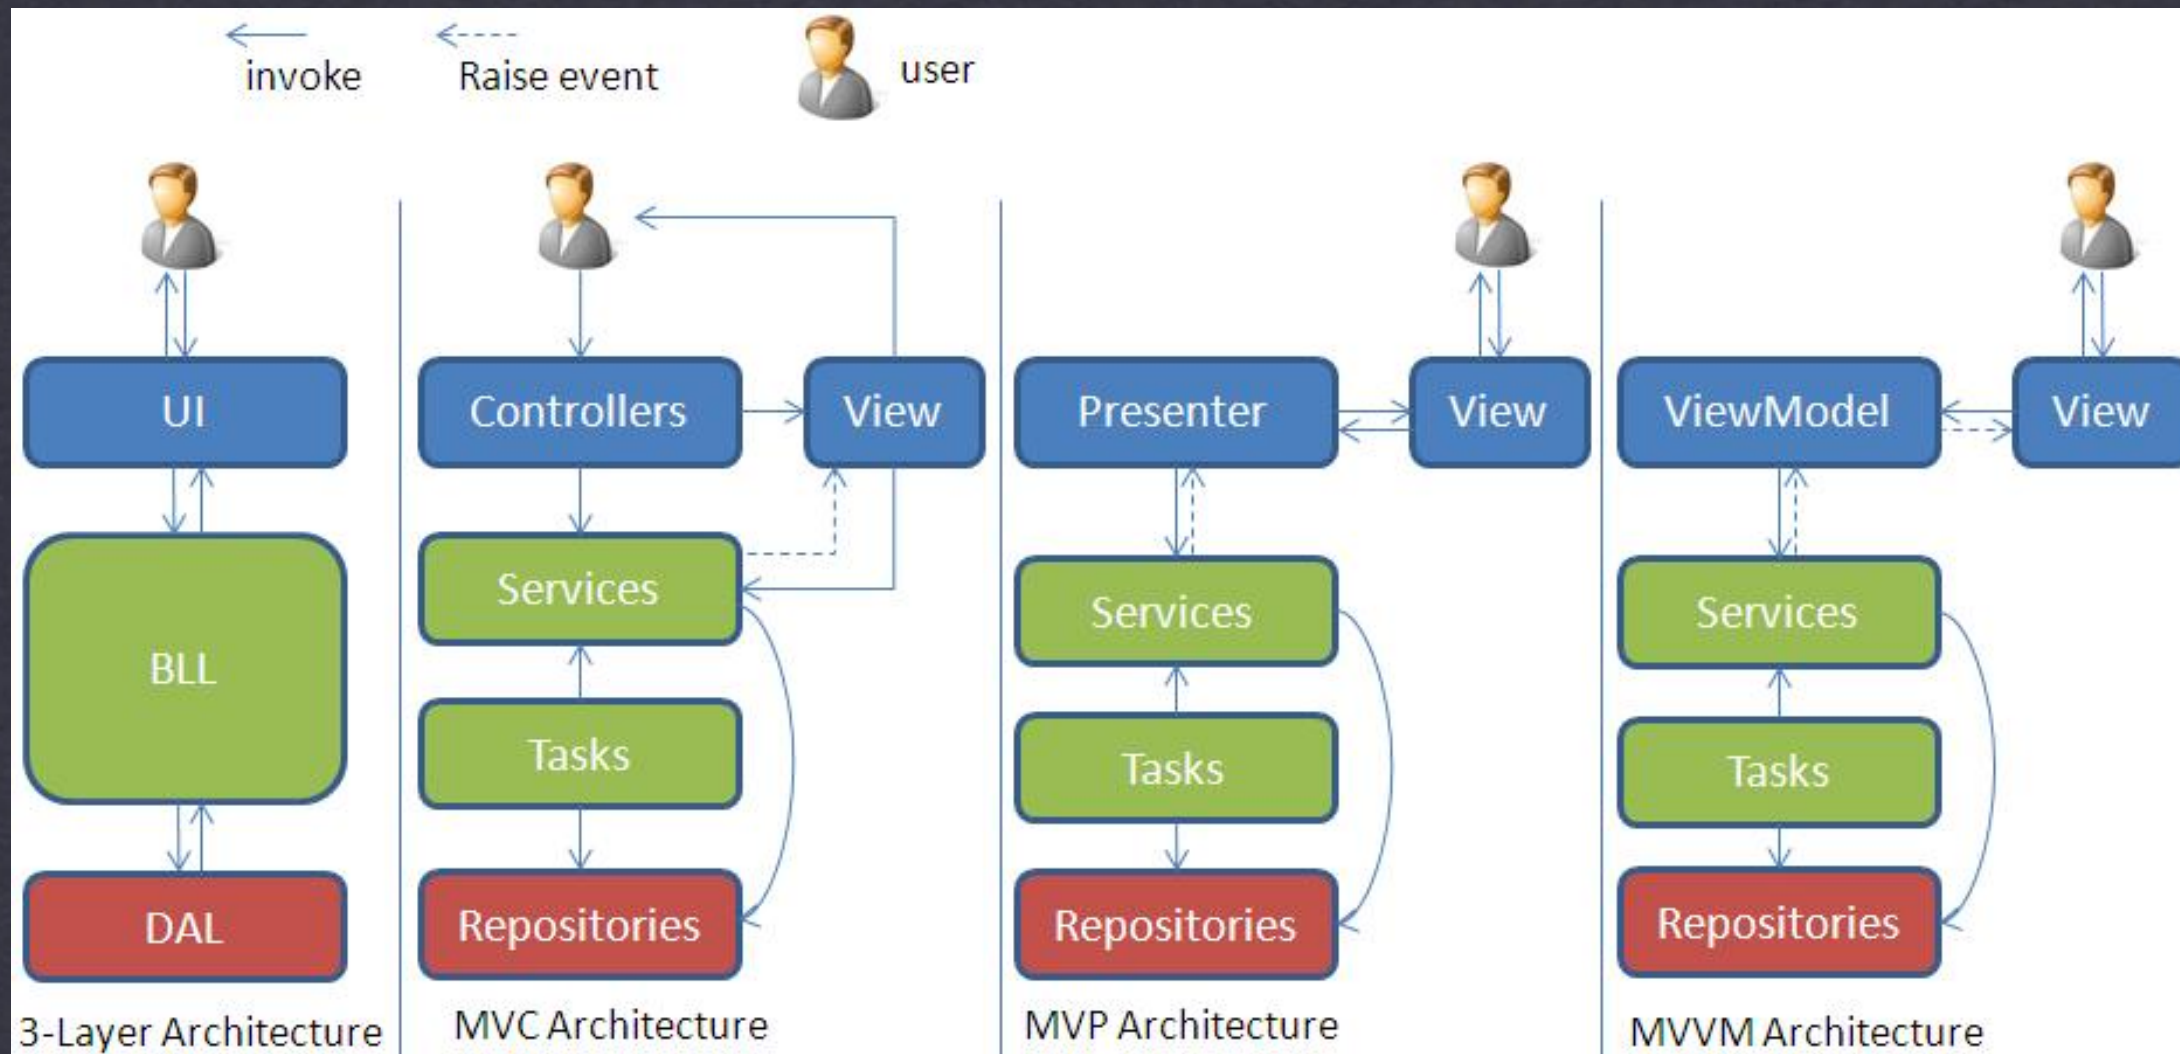 invoke
Raise event
user
UI
BLL
DAL
3-Layer Architecture
Controllers
View
Services
Tasks
Repositories
MVC Architecture
Presenter
View
Services
Tasks
Repositories
MVP Architecture
ViewModel
View
Services
Tasks
Repositories
MVVM Architecture